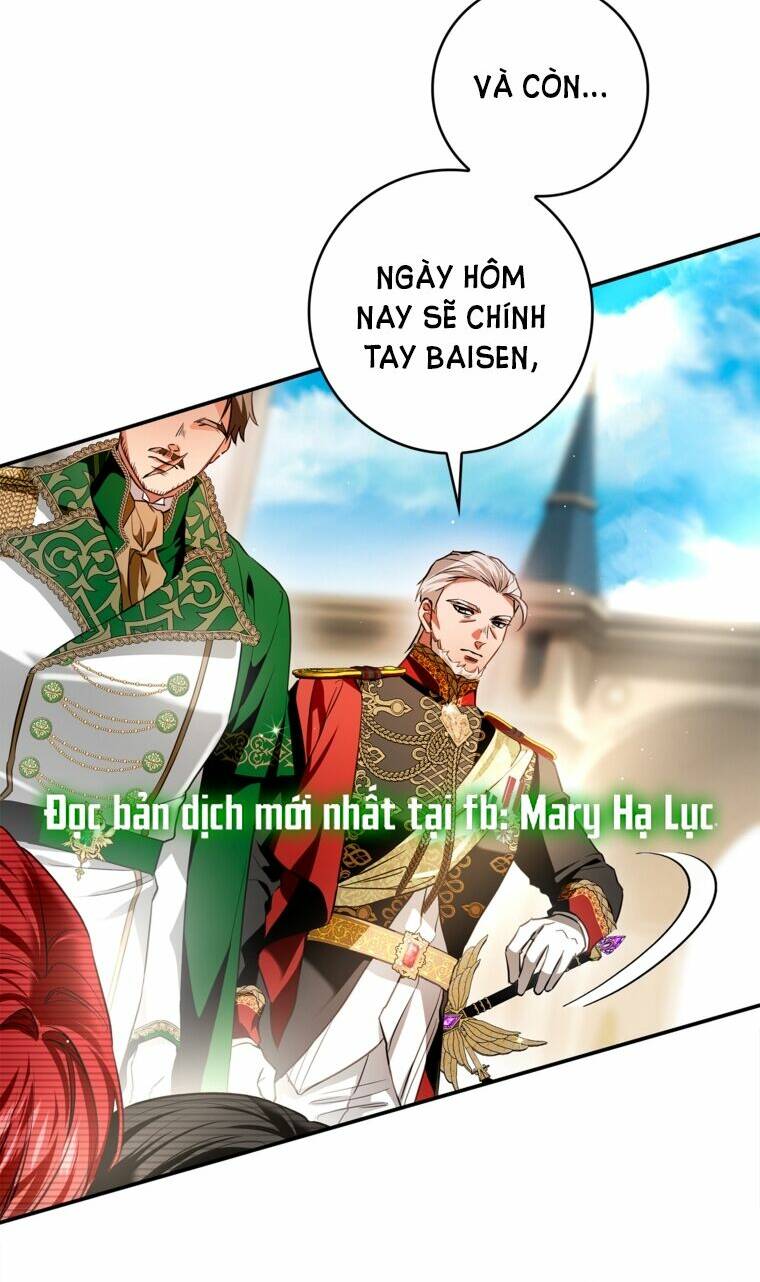 VÀ CÒN...
NGÀY HÔM
NAY SẼ CHÍNH
TAY BAISEN,
Đọc bản dịch mới nhất tại fb: Mary Hạ Lục